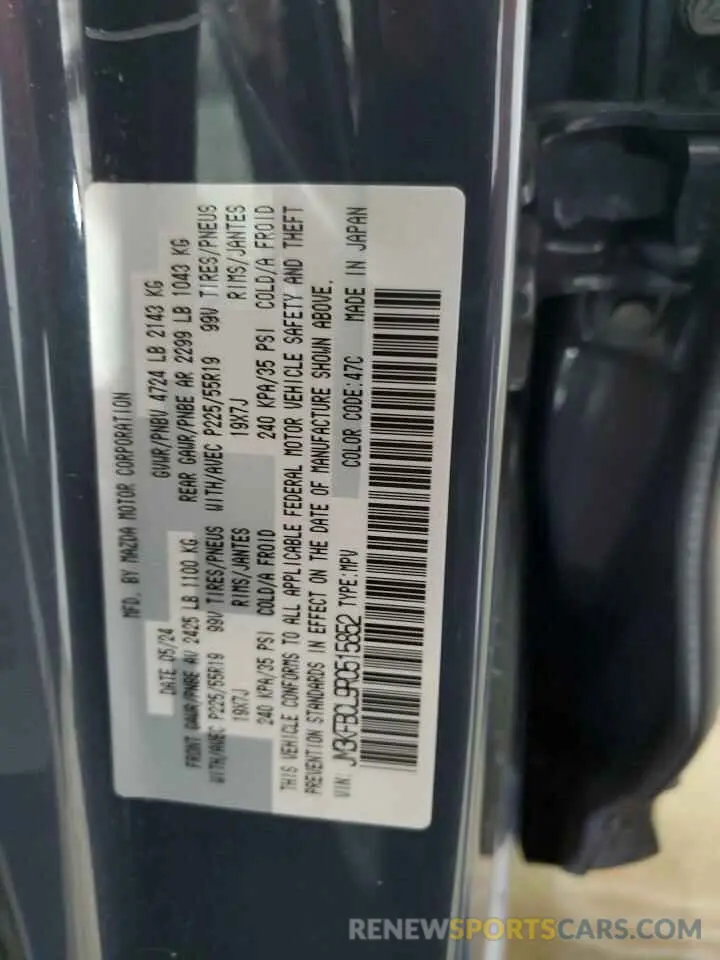 MFD. BY MAZDA MOTOR CORPORATION
DATE 05/24 GVWR/PNBV 4724 LB 2143 KG
FRONT GAWR/PNBE AV 2425 LB 1100 KG REAR GAWR/PNBE AR 2299 LB 1043 KG
WITH/AVEC P225/55R19 99V TIRES/PNEUS WITH/AVEC P225/55R19 99V TIRES/PNEUS
19X7J RIMS/JANTES 19X7J RIMS/JANTES
240 KPA/35 PSI COLD/A FROID 240 KPA/35 PSI COLD/A FROID
THIS VEHICLE CONFORMS TO ALL APPLICABLE FEDERAL MOTOR VEHICLE SAFETY AND THEFT
PREVENTION STANDARDS IN EFFECT ON THE DATE OF MANUFACTURE SHOWN ABOVE.
VIN: JM3KFBCL9R0515852 TYPE:MPV COLOR CODE:47C MADE IN JAPAN
RENEWSPORTSCARS.COM